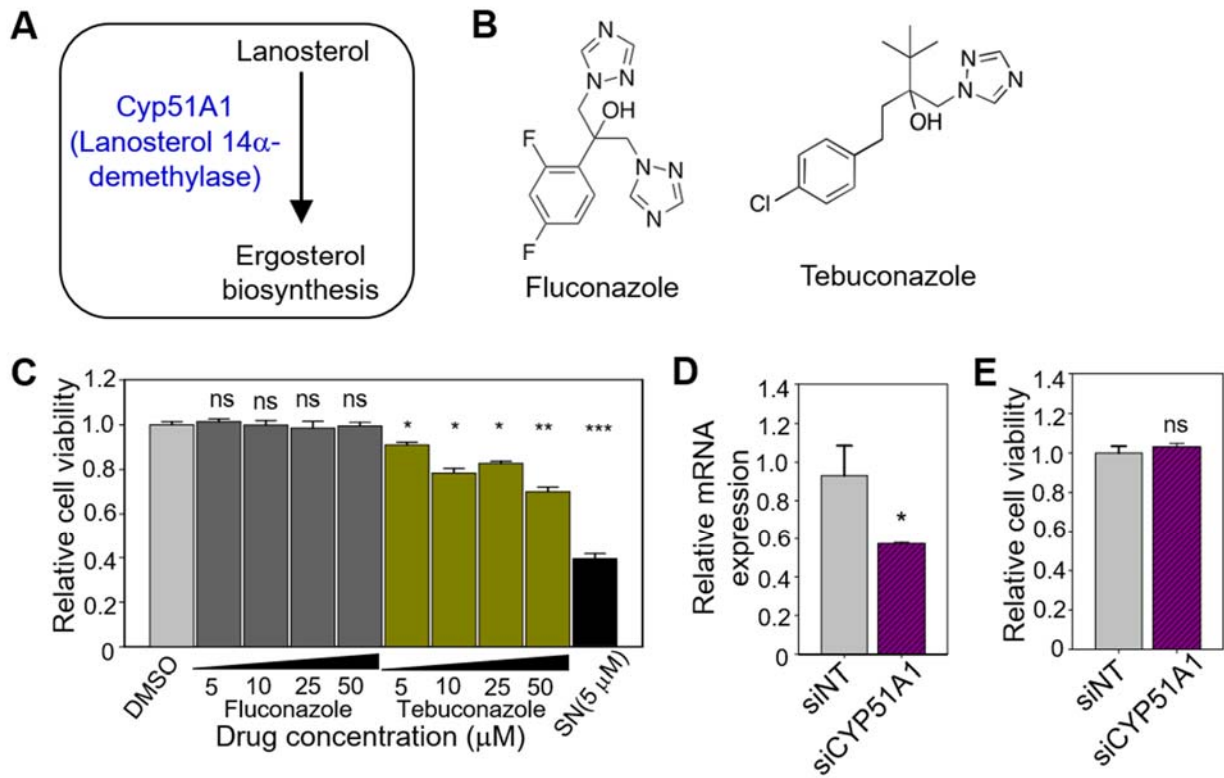 A
Lanosterol
Cyp51A1
(Lanosterol 14α-
demethylase)
Ergosterol
biosynthesis
B
N
N
N
OH
F
F
N
N
N
Fluconazole
N
N
N
OH
Cl
Tebuconazole
C
Relative cell viability
1.2
1.0
0.8
0.6
0.4
0.2
0
ns
ns
ns
ns
*
*
*
**
***
DMSO
5
10
25
50
Fluconazole
5
10
25
50
Tebuconazole
SN(5 μM)
Drug concentration (μM)
D
Relative mRNA
expression
1.4
1.2
1.0
0.8
0.6
0.4
0.2
0
*
siNT
siCYP51A1
E
Relative cell viability
1.4
1.2
1.0
0.8
0.6
0.4
0.2
0
ns
siNT
siCYP51A1